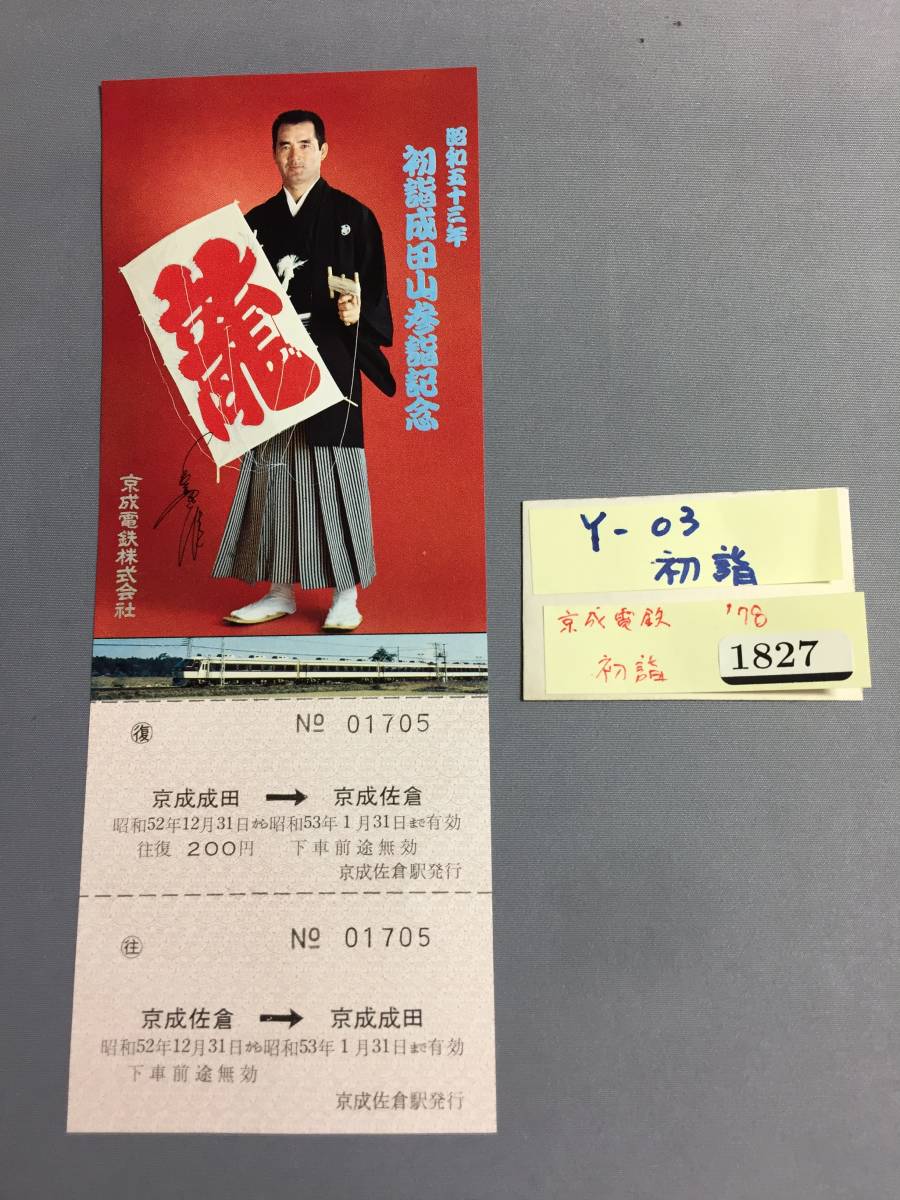 昭和五十三年
初詣成田山参詣記念
龍
京成電鉄株式会社
復
№ 01705
京成成田 → 京成佐倉
昭和52年12月31日から昭和53年1月31日まで有効
往復 200円 下車前途無効
京成佐倉駅発行
往
№ 01705
京成佐倉 → 京成成田
昭和52年12月31日から昭和53年1月31日まで有効
下車前途無効
京成佐倉駅発行
Y-03
初詣
京成電鉄 '78
初詣
1827